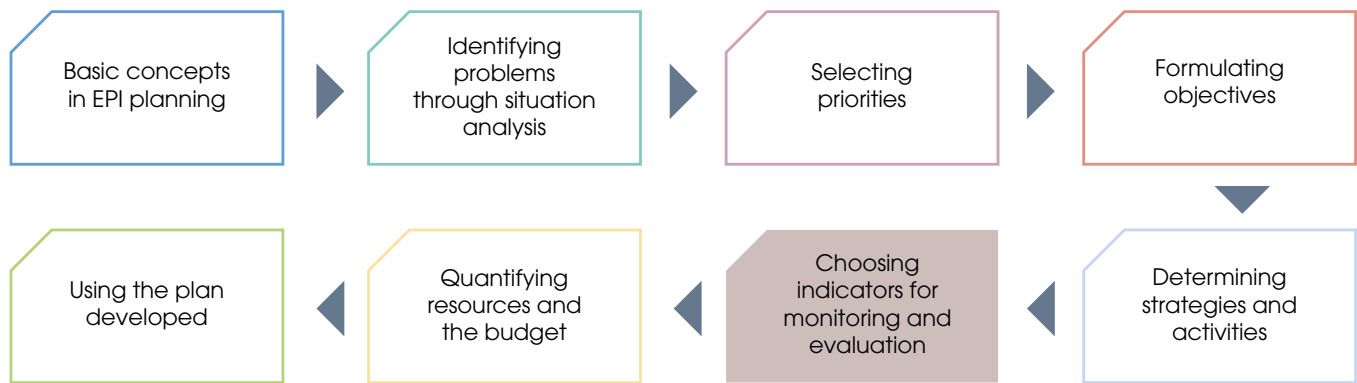 Basic concepts
in EPI planning
Identifying
problems
through situation
analysis
Selecting
priorities
Formulating
objectives
Determining
strategies and
activities
Choosing
indicators for
monitoring and
evaluation
Quantifying
resources and
the budget
Using the plan
developed